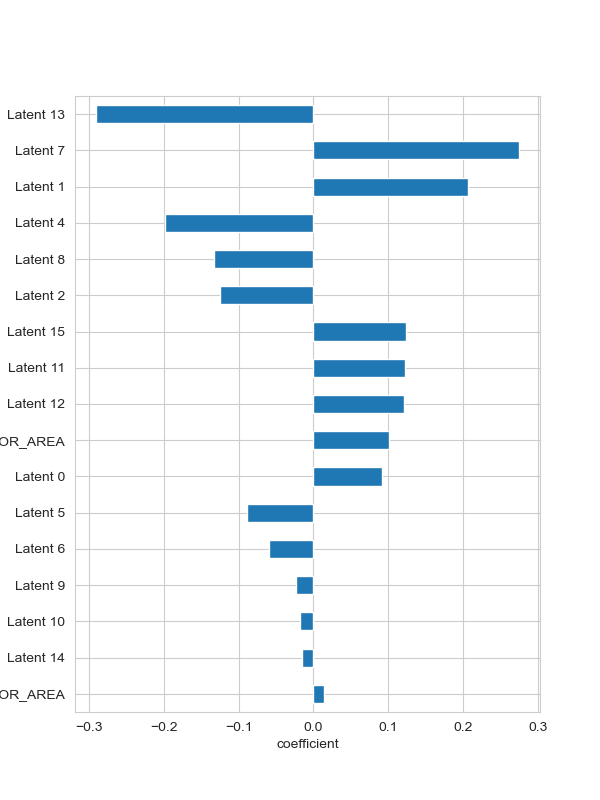 Latent 13
Latent 7
Latent 1
Latent 4
Latent 8
Latent 2
Latent 15
Latent 11
Latent 12
OR_AREA
Latent 0
Latent 5
Latent 6
Latent 9
Latent 10
Latent 14
OR_AREA
−0.3 −0.2 −0.1 0.0 0.1 0.2 0.3
coefficient